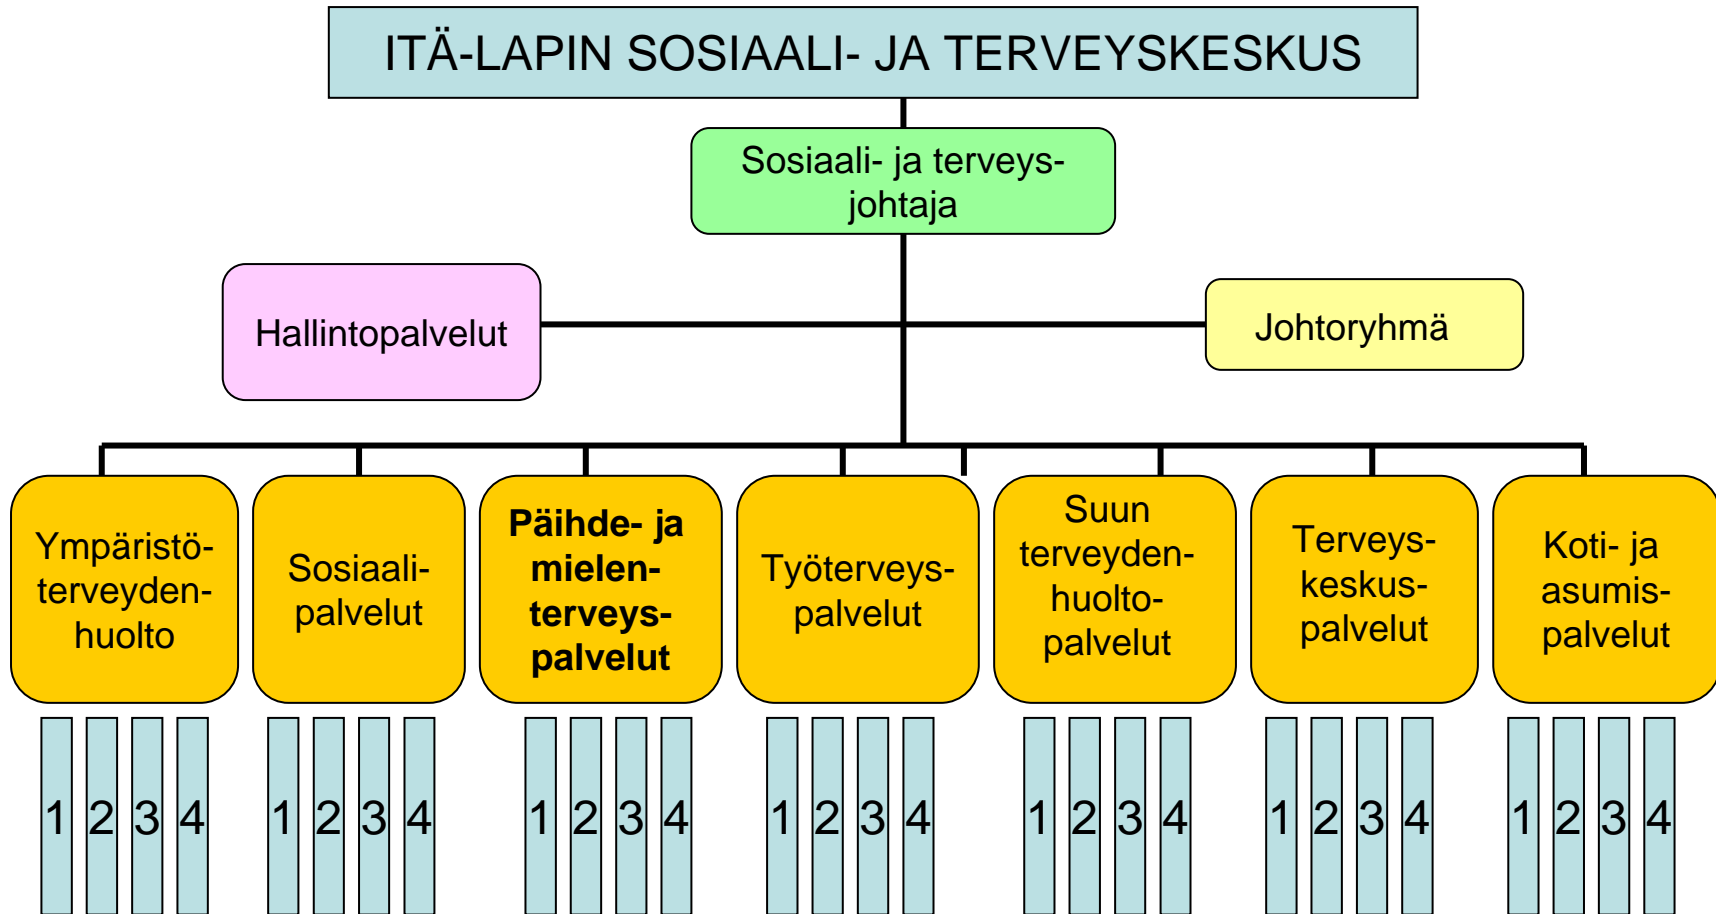 ITÄ-LAPIN SOSIAALI- JA TERVEYSKESKUS
Sosiaali- ja terveys-
johtaja
Hallintopalvelut
Johtoryhmä
Ympäristö-
terveyden-
huolto
Sosiaali-
palvelut
Päihde- ja
mielen-
terveys-
palvelut
Työterveys-
palvelut
Suun
terveyden-
huolto-
palvelut
Terveys-
keskus-
palvelut
Koti- ja
asumis-
palvelut
1 2 3 4
1 2 3 4
1 2 3 4
1 2 3 4
1 2 3 4
1 2 3 4
1 2 3 4